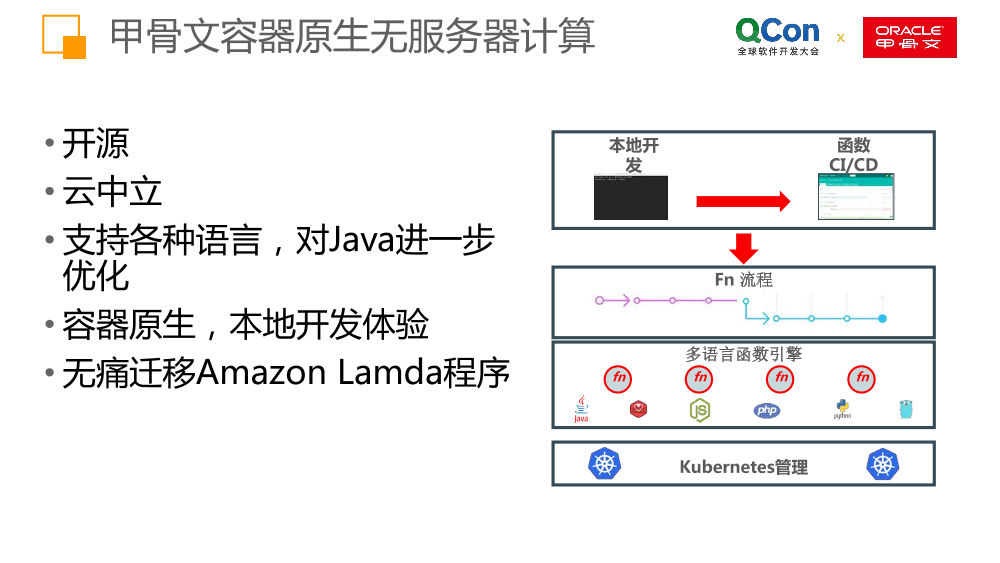 甲骨文容器原生无服务器计算
QCon
全球软件开发大会
x
ORACLE
甲骨文
• 开源
• 云中立
• 支持各种语言，对Java进一步
优化
• 容器原生，本地开发体验
• 无痛迁移Amazon Lamda程序
本地开
发
函数
CI/CD
Fn 流程
多语言函数引擎
fn fn fn fn
Java
JS
php
python
Kubernetes管理